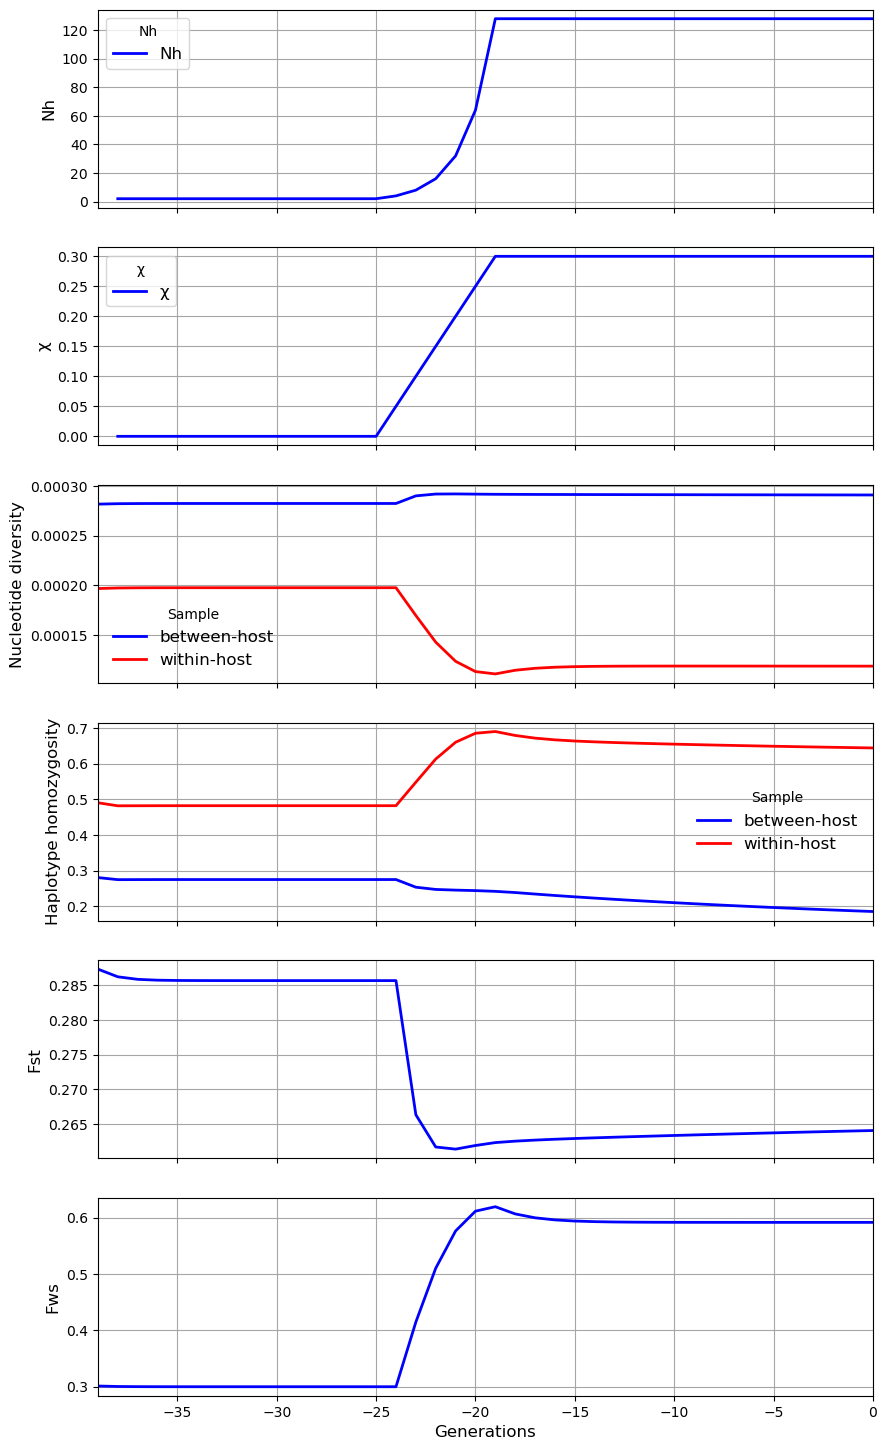 120
100
80
60
40
20
0
Nh
Nh
Nh
0.30
0.25
0.20
0.15
0.10
0.05
0.00
χ
χ
χ
0.00030
0.00025
0.00020
0.00015
Nucleotide diversity
Sample
between-host
within-host
0.7
0.6
0.5
0.4
0.3
0.2
Haplotype homozygosity
Sample
between-host
within-host
0.285
0.280
0.275
0.270
0.265
Fst
0.6
0.5
0.4
0.3
Fws
−35 −30 −25 −20 −15 −10 −5 0
Generations